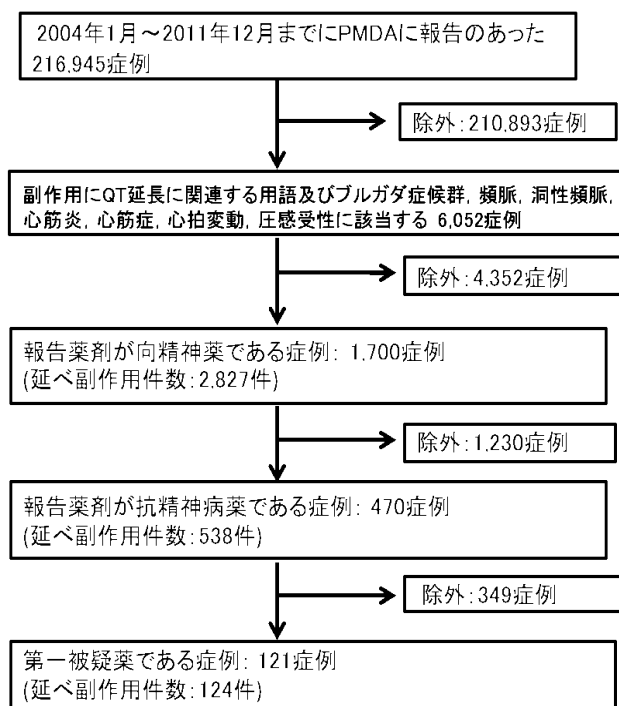 2004年1月～2011年12月までにPMDAに報告のあった
216,945症例
除外：210,893症例
副作用にQT延長に関連する用語及びブルガダ症候群, 頻脈, 洞性頻脈,
心筋炎, 心筋症, 心拍変動, 圧感受性に該当する 6,052症例
除外：4,352症例
報告薬剤が向精神薬である症例： 1,700症例
(延べ副作用件数：2,827件)
除外：1,230症例
報告薬剤が抗精神病薬である症例： 470症例
(延べ副作用件数：538件)
除外：349症例
第一被疑薬である症例： 121症例
(延べ副作用件数：124件)